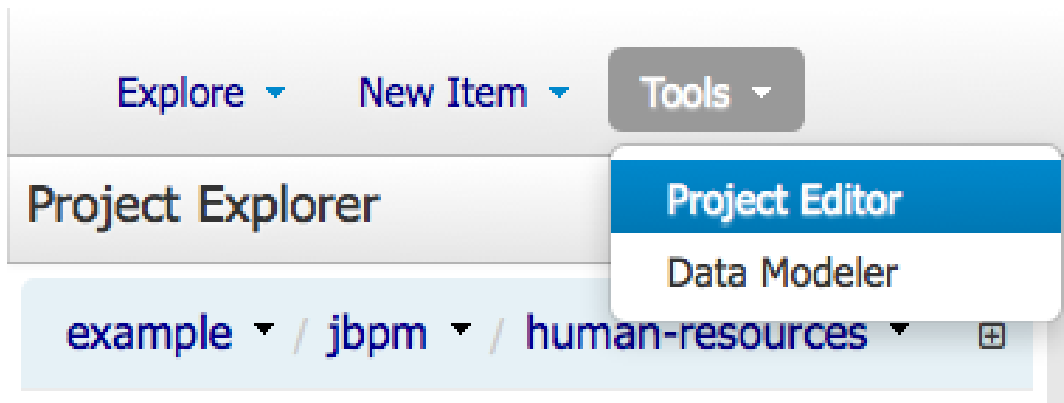 Explore New Item Tools
Project Editor
Project Explorer
Data Modeler
example / jbpm / human-resources